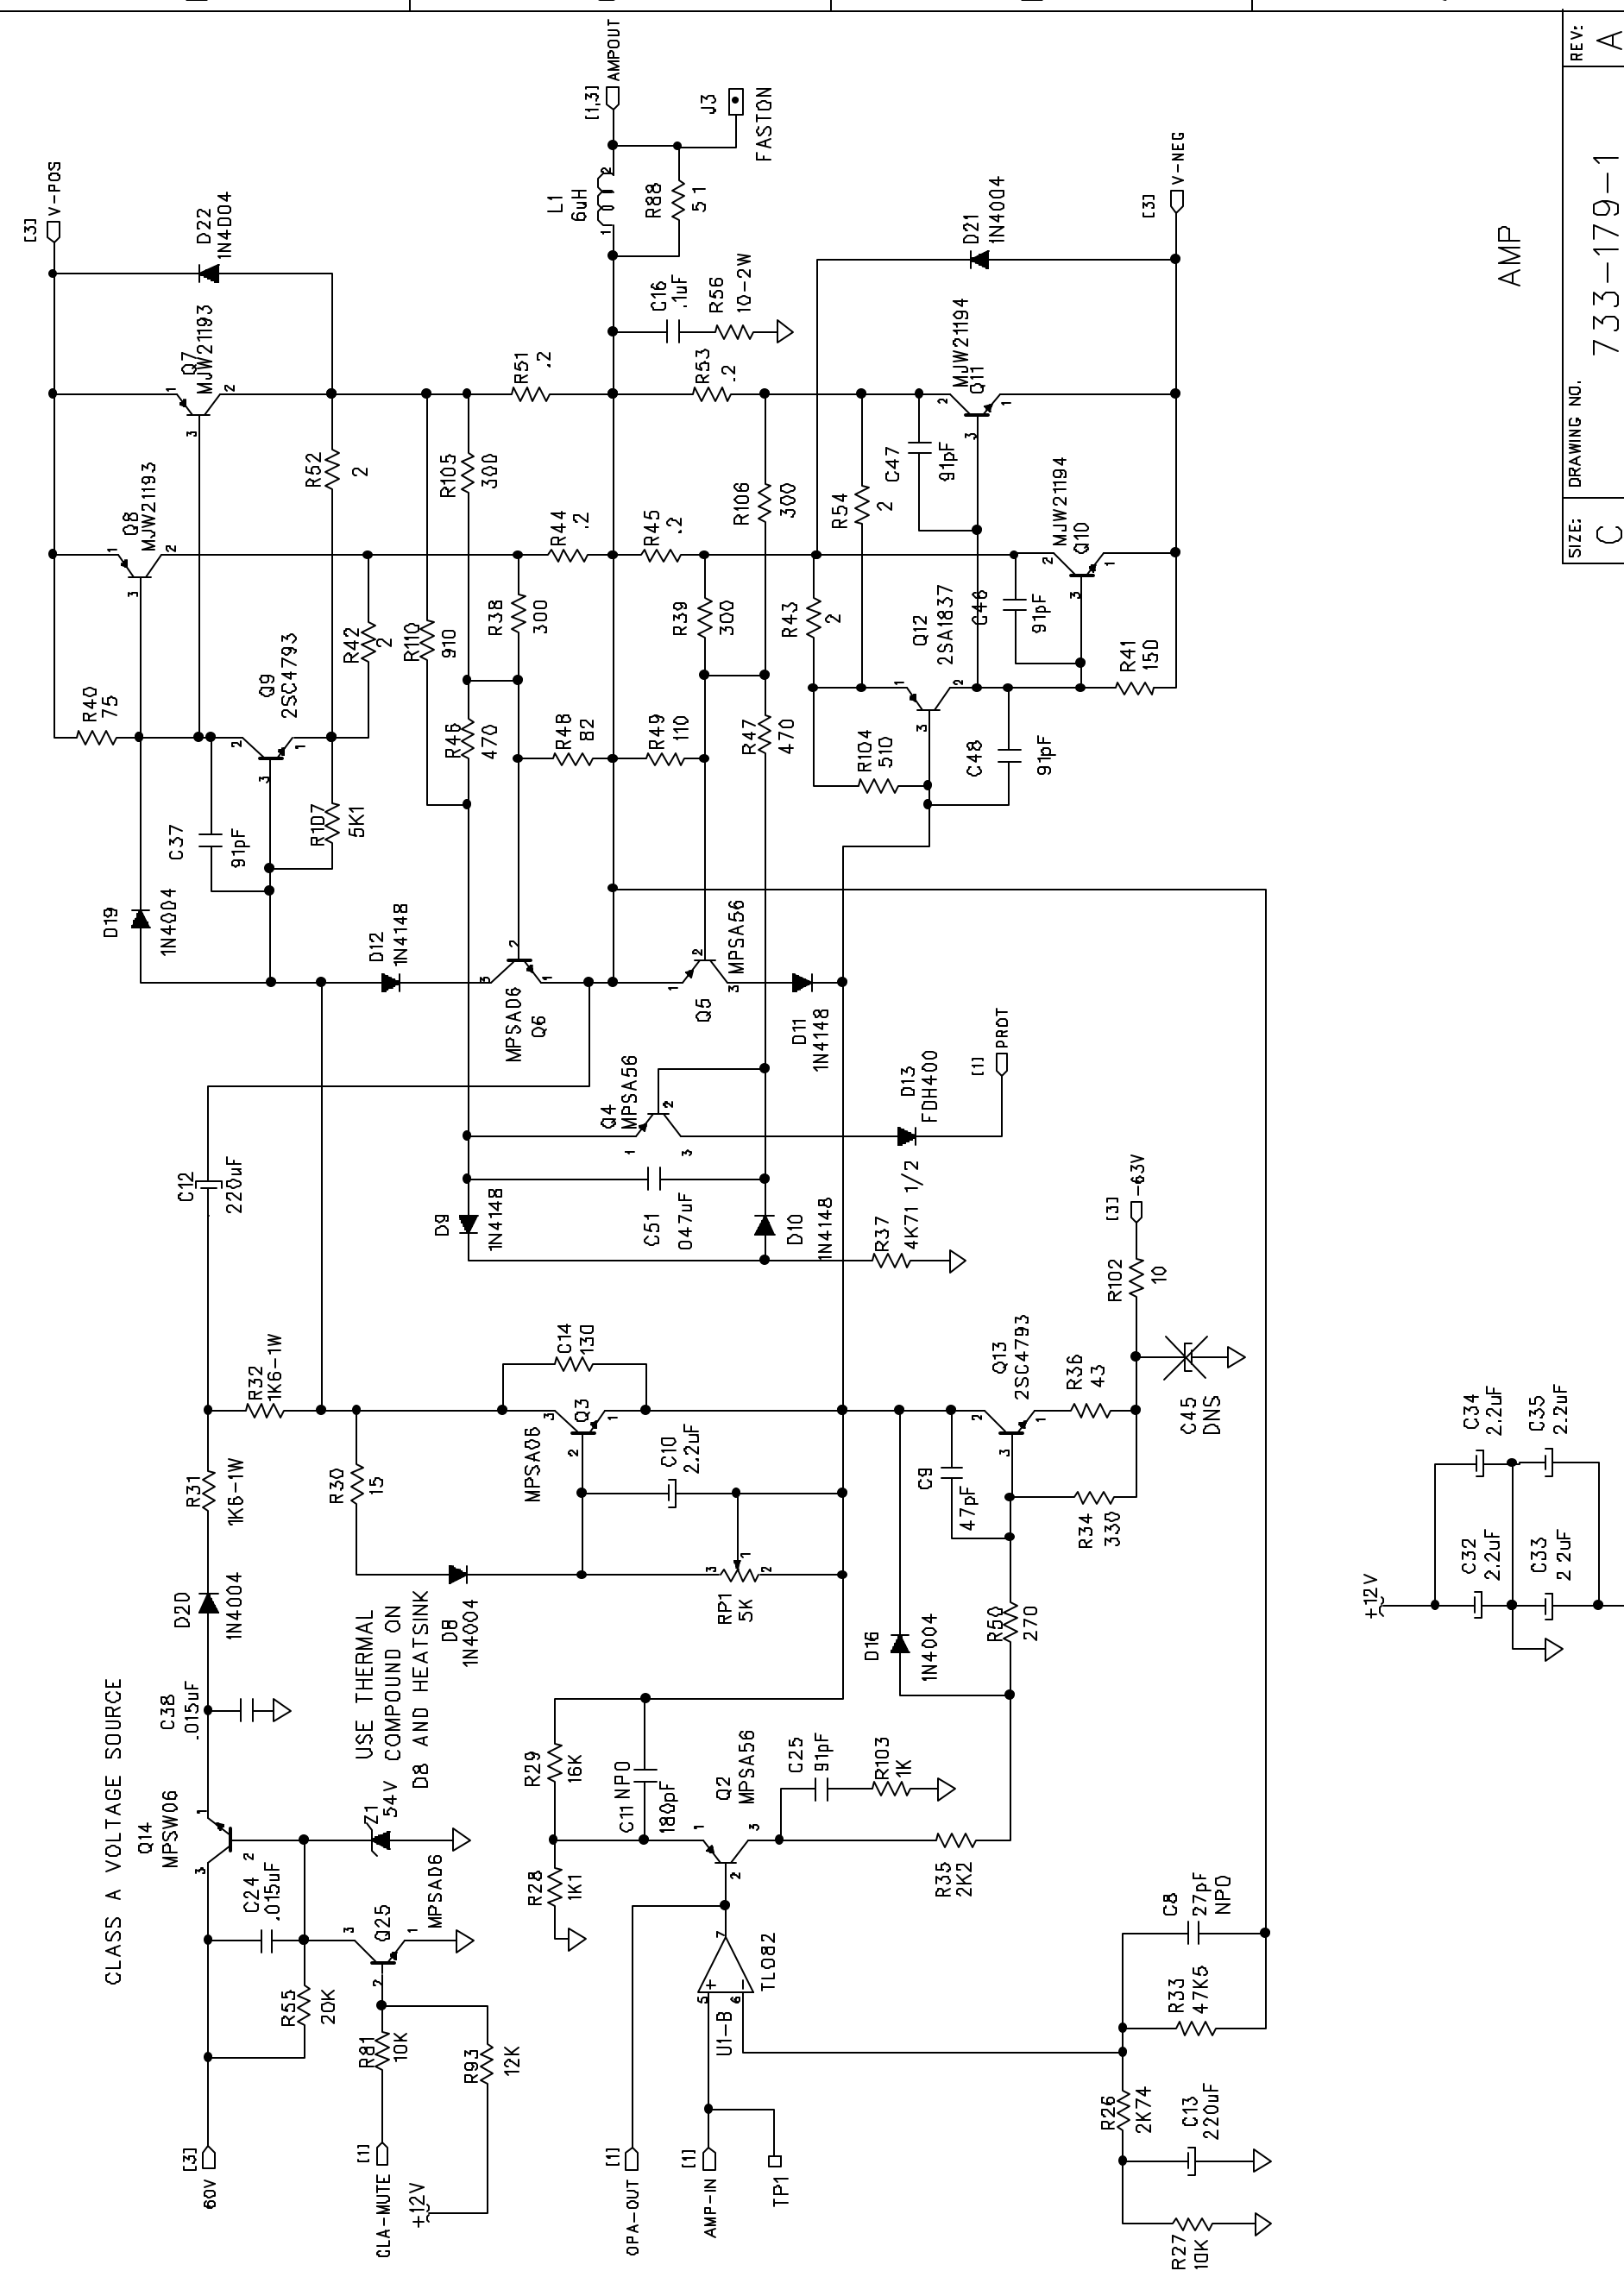 [3]
V-POS
D22
1N4D04
Q7
MJW21193
Q8
MJW21193
R52
2
R40
75
Q9
2SC4793
R42
2
R110
910
R105
300
R51
.2
R44
.2
R38
300
R46
470
R48
82
R49
110
C37
91pF
R1D7
5K1
D19
1N4004
D12
1N4148
[1,3]
AMPOUT
J3
FASTON
L1
6uH
1
2
R88
51
C16
.1uF
R56
10-2W
R53
.2
R45
.2
R39
300
R106
300
R47
470
[3]
V-NEG
D21
1N4004
MJW21194
Q11
C47
91pF
R54
2
MJW21194
Q10
R43
2
Q12
2SA1837
C46
91pF
R41
150
R104
510
C48
91pF
MPSAD6
Q6
MPSA56
Q5
D11
1N4148
Q4
MPSA56
D13
FDH400
[1]
PROT
C12
220uF
D9
1N4148
C51
047uF
D10
1N4148
R37
4K71 1/2
[3]
-63V
R102
10
C45
DNS
R32
1K6-1W
R31
1K6-1W
R30
15
C14
130
MPSA06
Q3
C10
2.2uF
Q13
2SC4793
R36
43
C9
47pF
R34
330
D20
1N4004
D8
1N4004
RP1
5K
D16
1N4004
R50
270
USE THERMAL
COMPOUND ON
D8 AND HEATSINK
CLASS A VOLTAGE SOURCE
C38
.015uF
Q14
MPSW06
Z1
54V
C24
.015uF
Q25
MPSAD6
R55
20K
R81
10K
R93
12K
[3]
60V
[1]
CLA-MUTE
+12V
R29
16K
C11 NPO
180pF
Q2
MPSA56
C25
91pF
R103
1K
R28
1K1
R35
2K2
TL082
U1-B
5
6
7
[1]
OPA-OUT
[1]
AMP-IN
TP1
C8
27pF
NPO
R33
47K5
R26
2K74
C13
220uF
R27
10K
+12V
C34
2.2uF
C35
2.2uF
C32
2.2uF
C33
2 2uF
AMP
SIZE:
C
DRAWING NO.
733-179-1
REV:
A